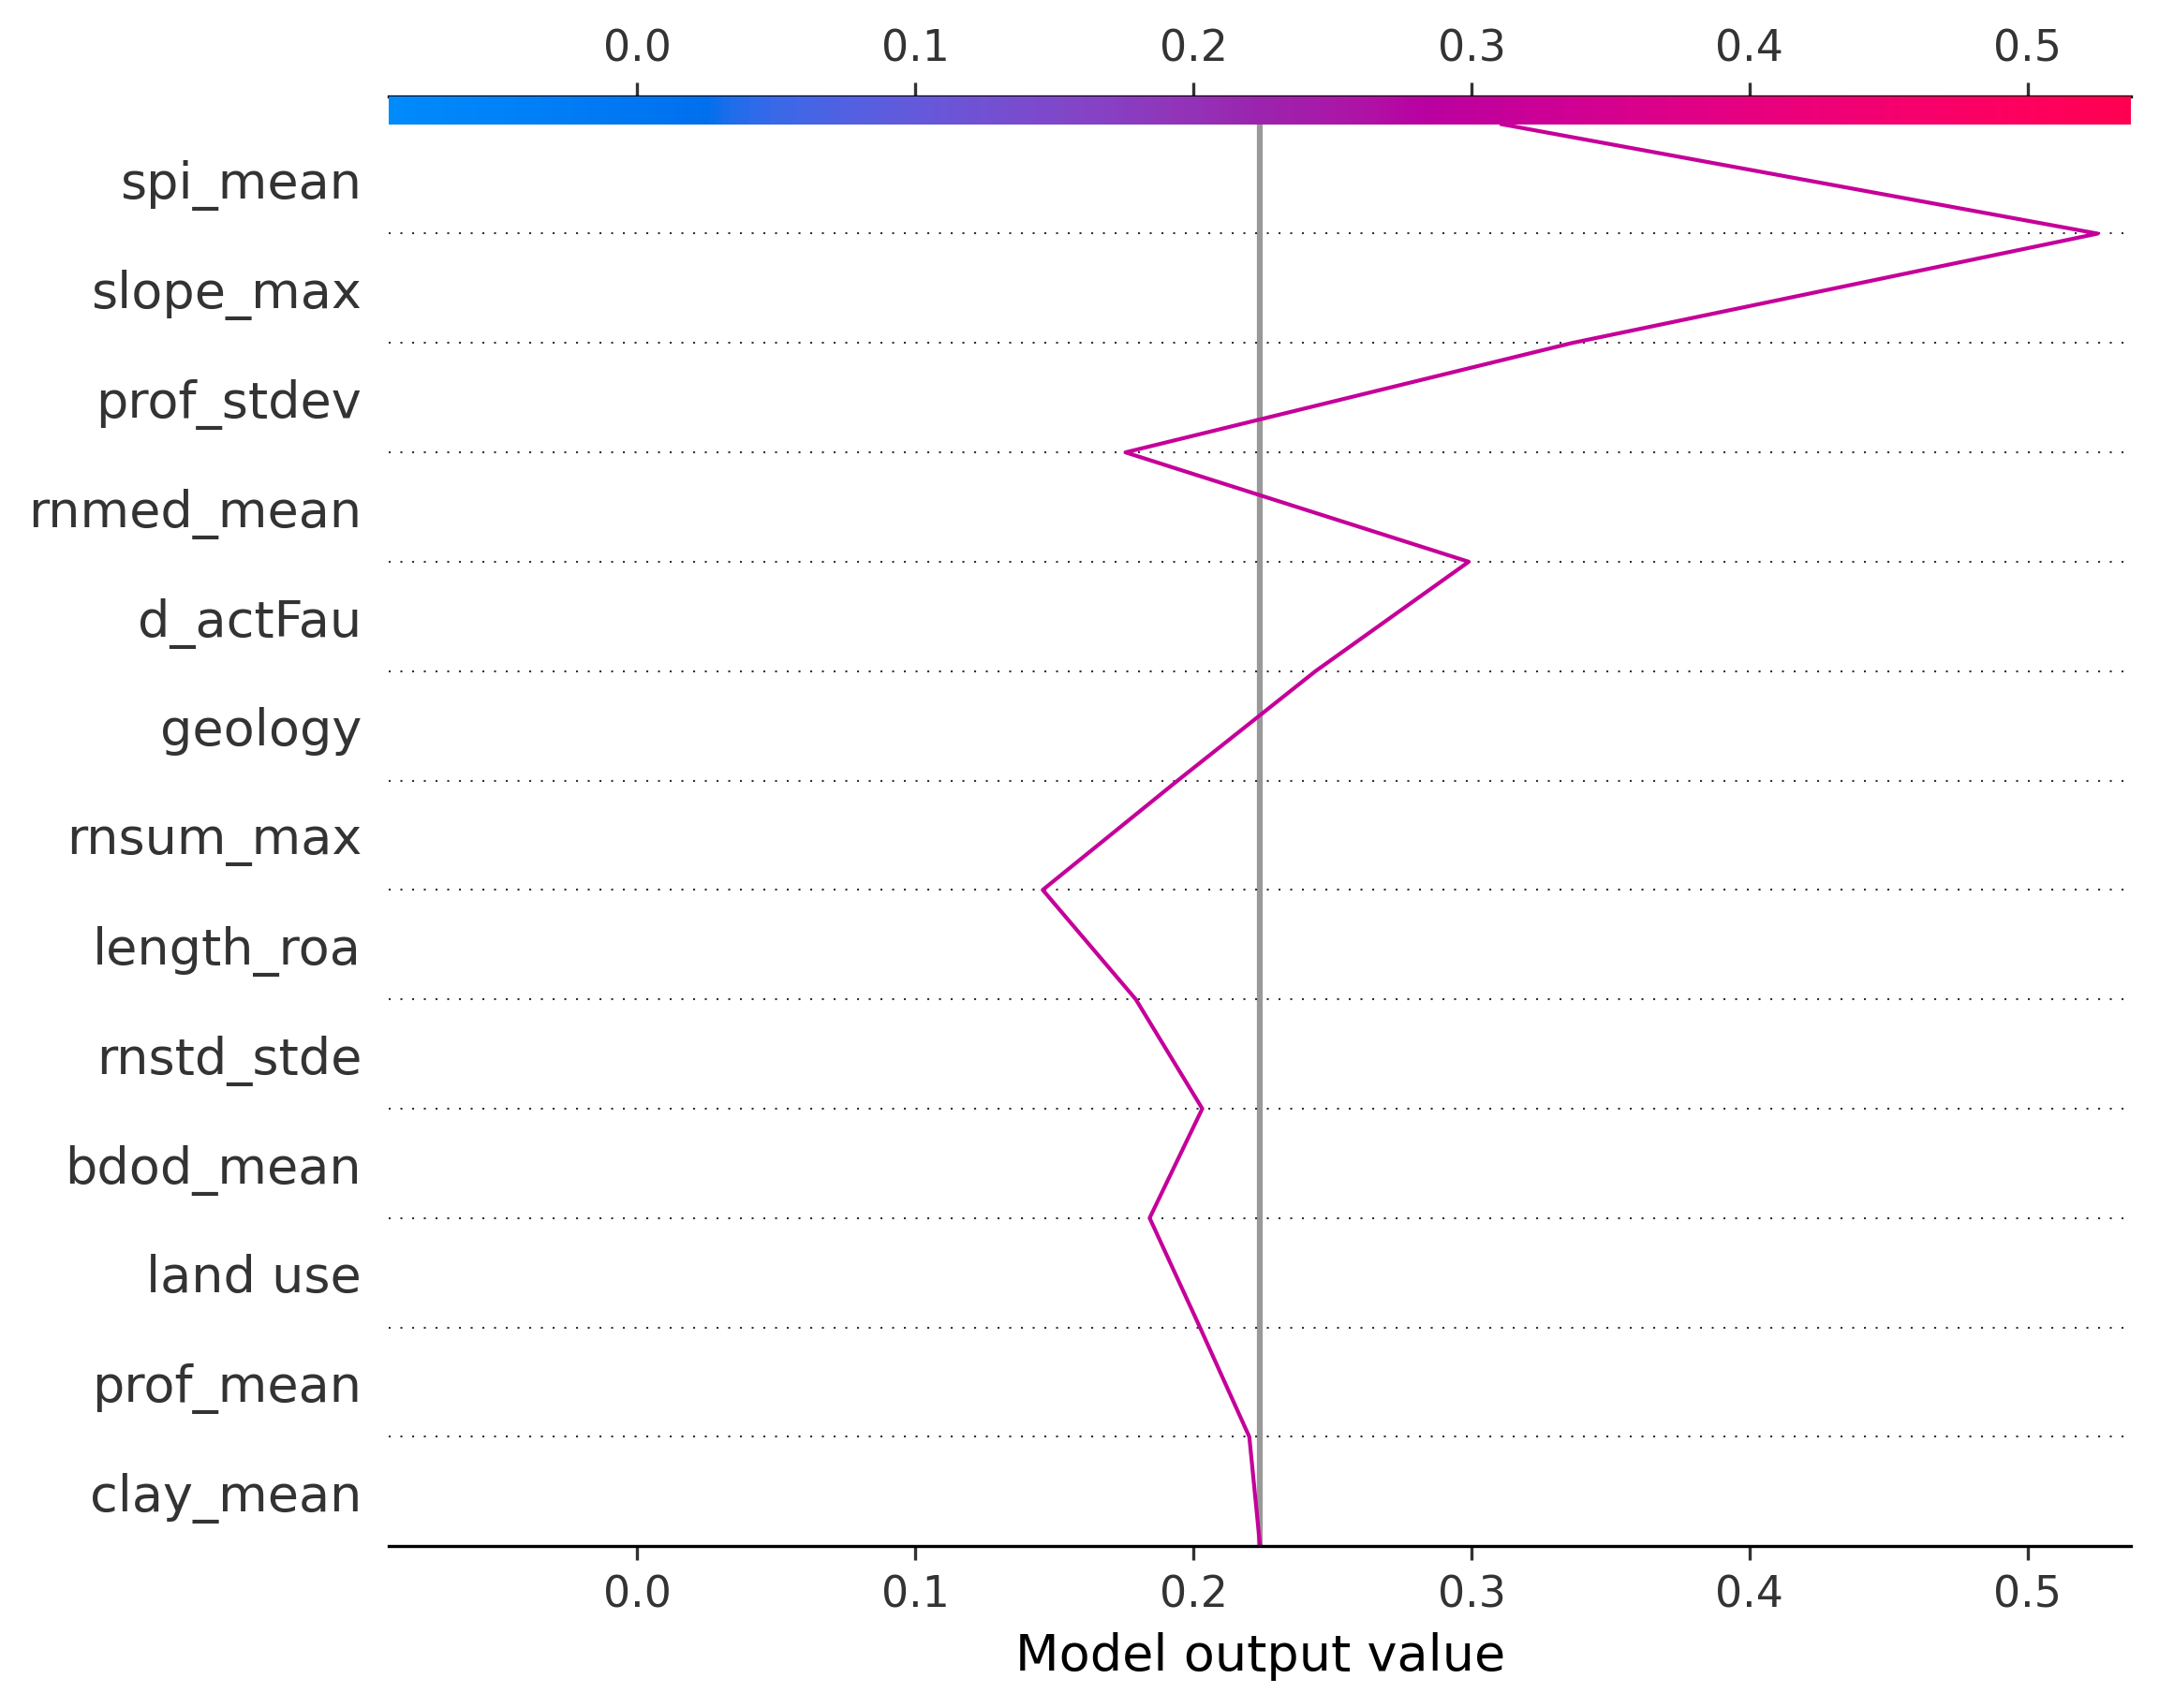 0.0 0.1 0.2 0.3 0.4 0.5
spi_mean
slope_max
prof_stdev
rnmed_mean
d_actFau
geology
rnsum_max
length_roa
rnstd_stde
bdod_mean
land use
prof_mean
clay_mean
0.0 0.1 0.2 0.3 0.4 0.5
Model output value